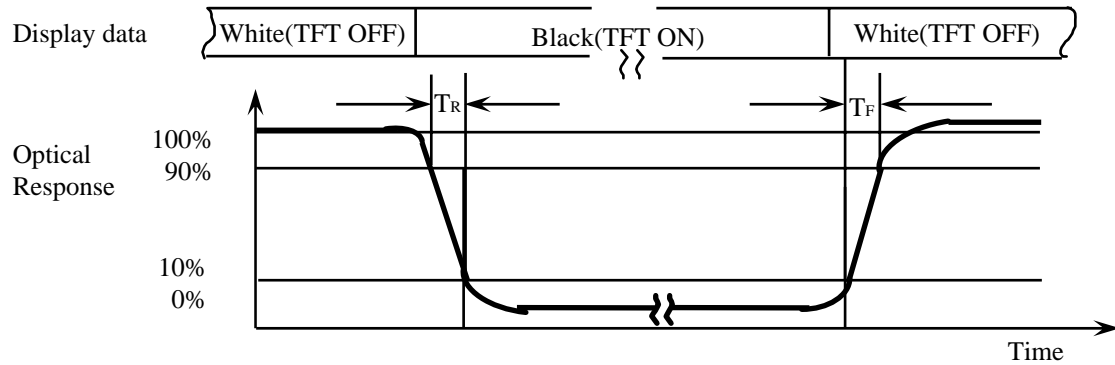 Display data
White(TFT OFF)
Black(TFT ON)
White(TFT OFF)
TR
TF
Optical
Response
100%
90%
10%
0%
Time